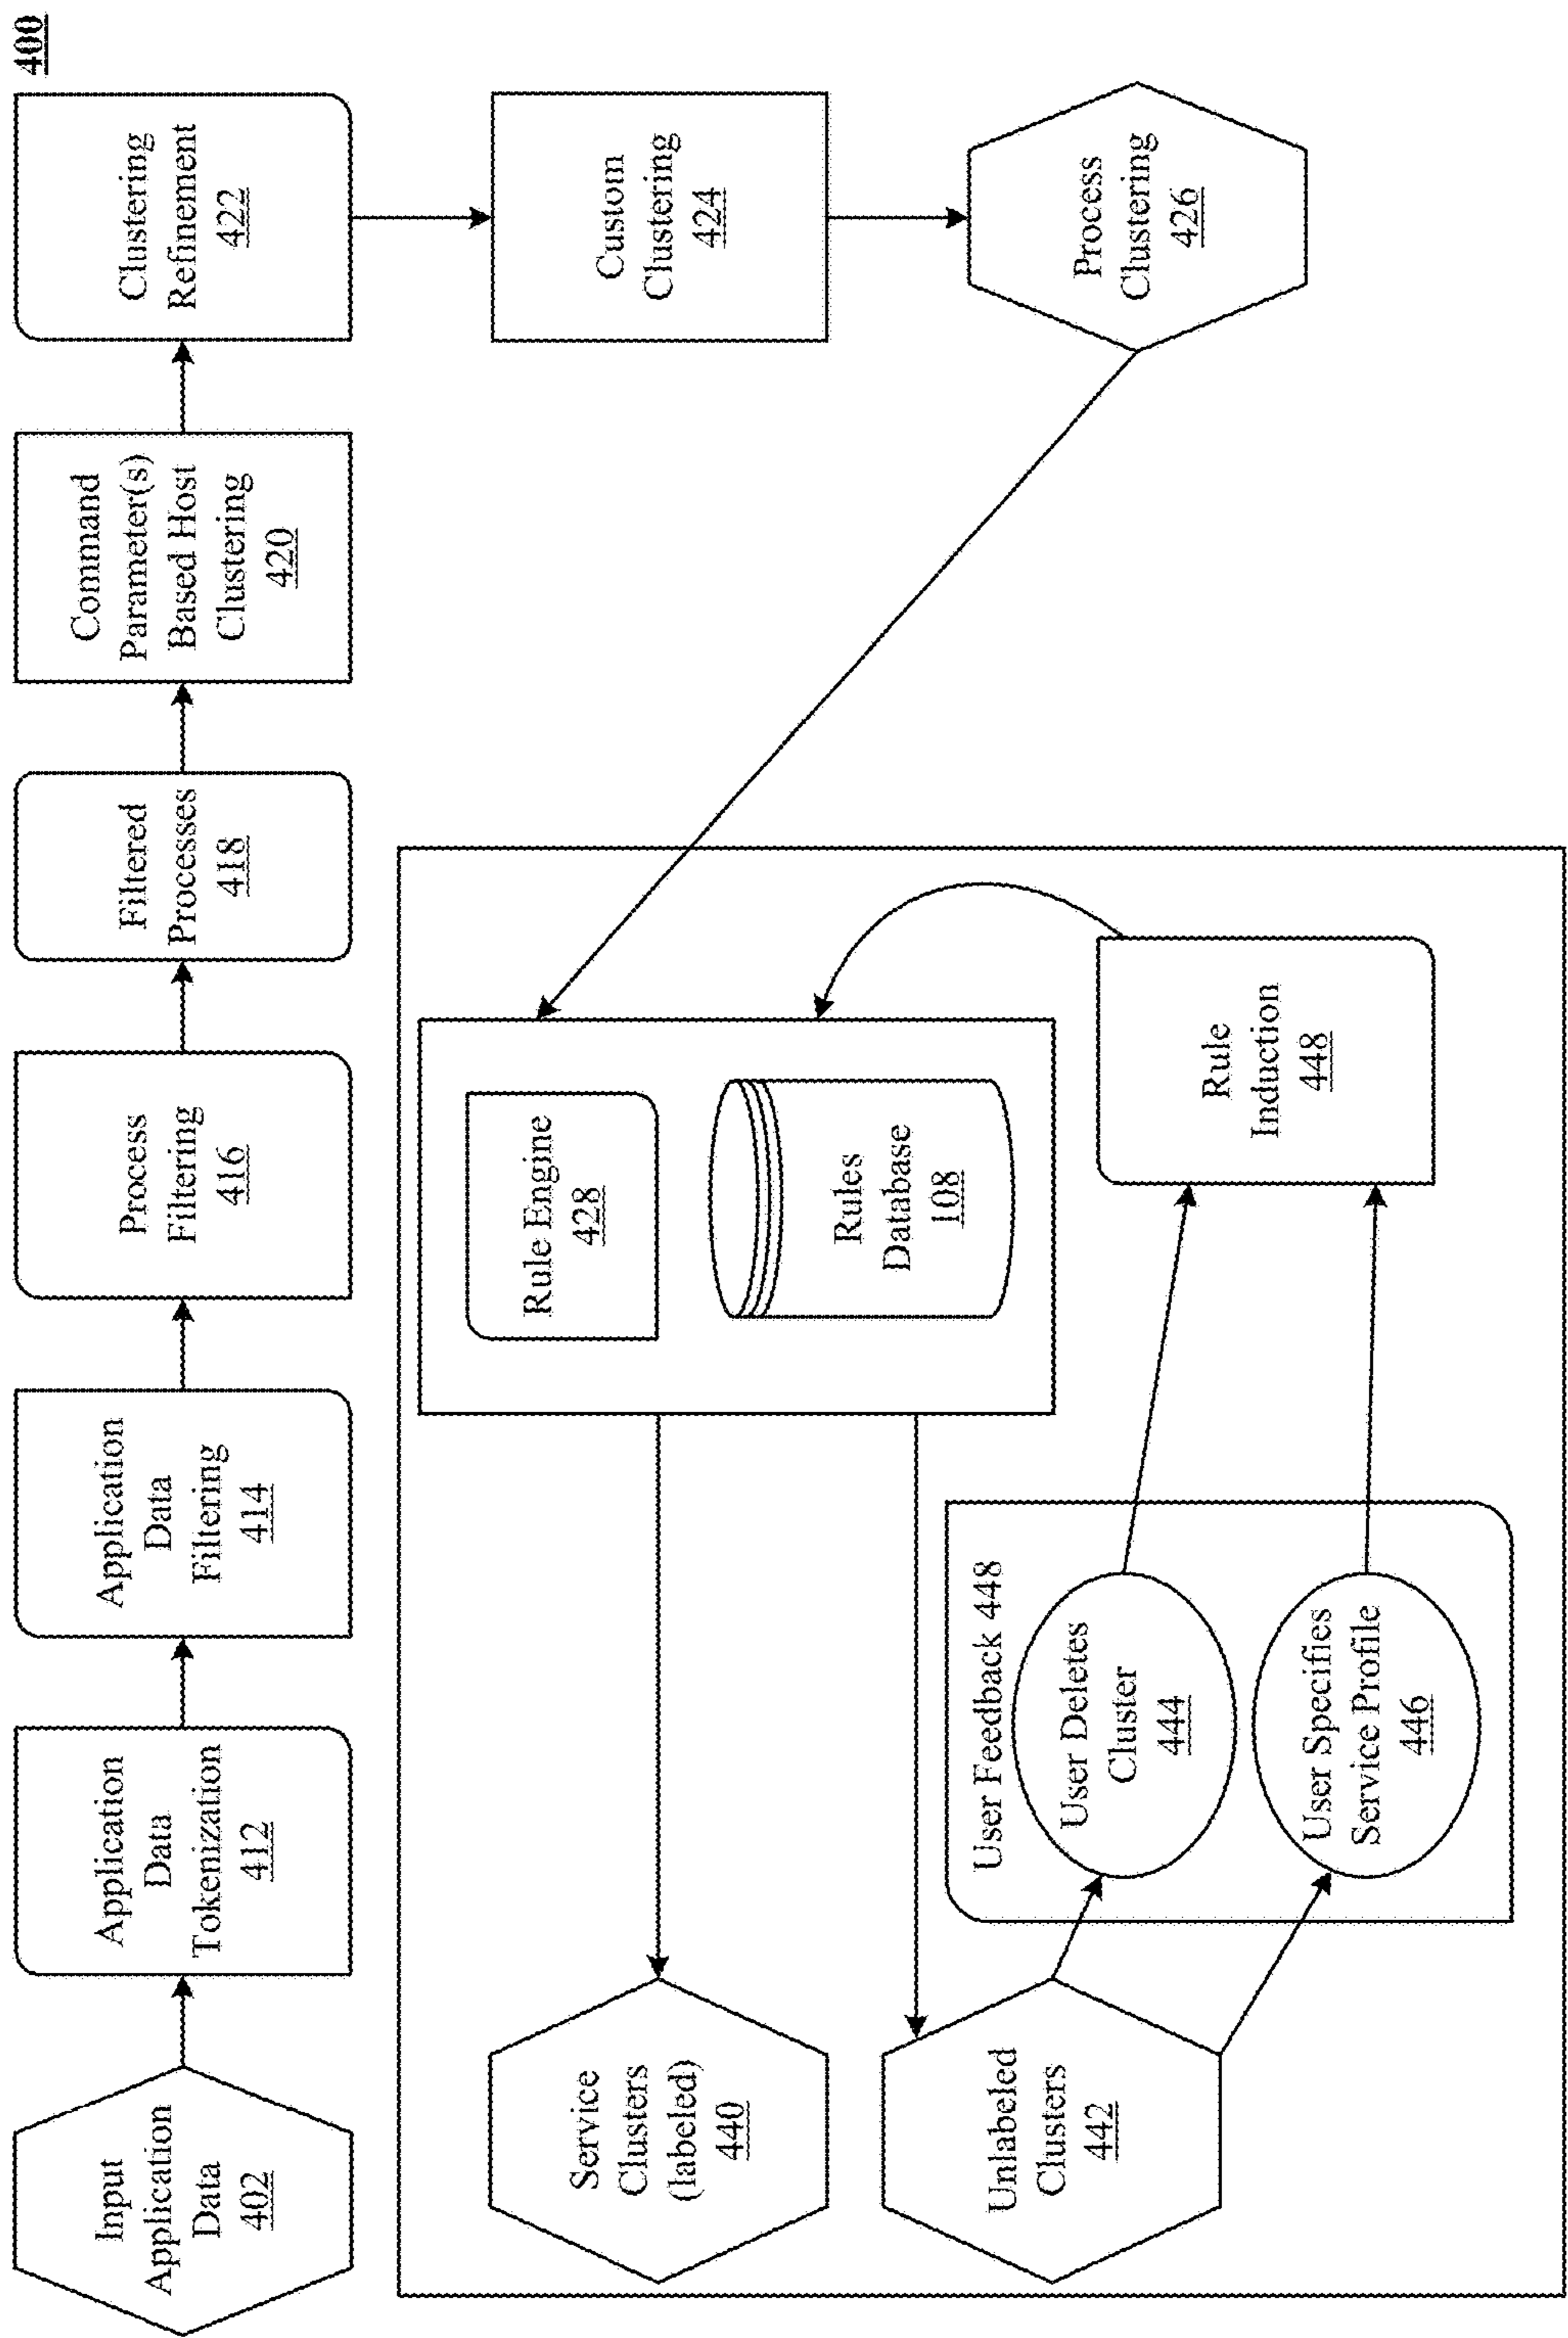 400
Input
Application
Data
402
Application
Data
Tokenization
412
Application
Data
Filtering
414
Process
Filtering
416
Filtered
Processes
418
Command
Parameter(s)
Based Host
Clustering
420
Clustering
Refinement
422
Custom
Clustering
424
Process
Clustering
426
Rule Engine
428
Rules
Database
108
Service
Clusters
(labeled)
440
Unlabeled
Clusters
442
User Feedback 448
User Deletes
Cluster
444
User Specifies
Service Profile
446
Rule
Induction
448